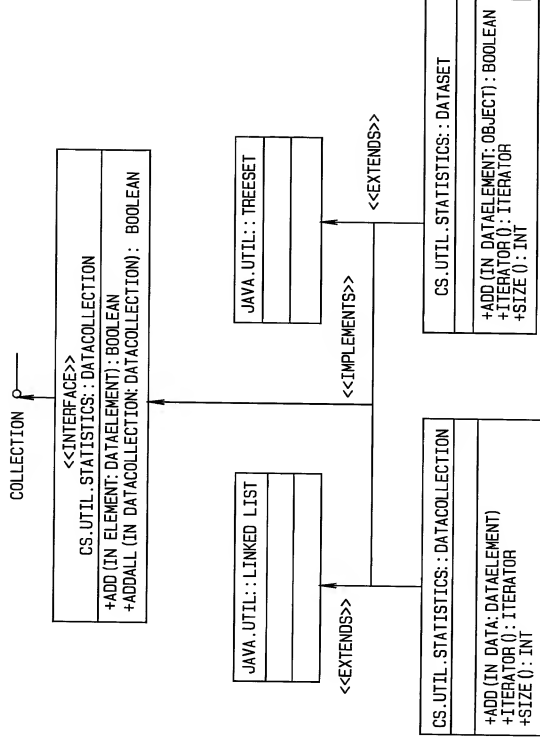 COLLECTION
<<INTERFACE>>
CS.UTIL.STATISTICS::DATACOLLECTION
+ADD(IN ELEMENT:DATAELEMENT):BOOLEAN
+ADDALL(IN DATACOLLECTION:DATACOLLECTION): BOOLEAN
JAVA.UTIL::LINKED LIST
JAVA.UTIL::TREESET
<<EXTENDS>>
<<IMPLEMENTS>>
<<EXTENDS>>
CS.UTIL.STATISTICS::DATACOLLECTION
+ADD(IN DATA:DATAELEMENT)
+ITERATOR():ITERATOR
+SIZE():INT
CS.UTIL.STATISTICS::DATASET
+ADD(IN DATAELEMENT:OBJECT):BOOLEAN
+ITERATOR():ITERATOR
+SIZE():INT